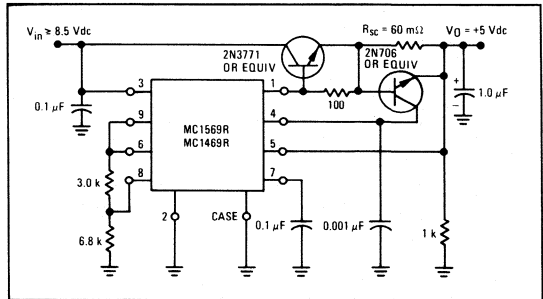 Vin ≥ 8.5 Vdc
RSC = 60 mΩ
VO = +5 Vdc
2N3771
OR EQUIV
2N706
OR EQUIV
3
1
0.1 μF
100
+
1.0 μF
−
9
MC1569R
MC1469R
4
6
5
3.0 k
8
7
2
CASE
0.1 μF
0.001 μF
1 k
6.8 k